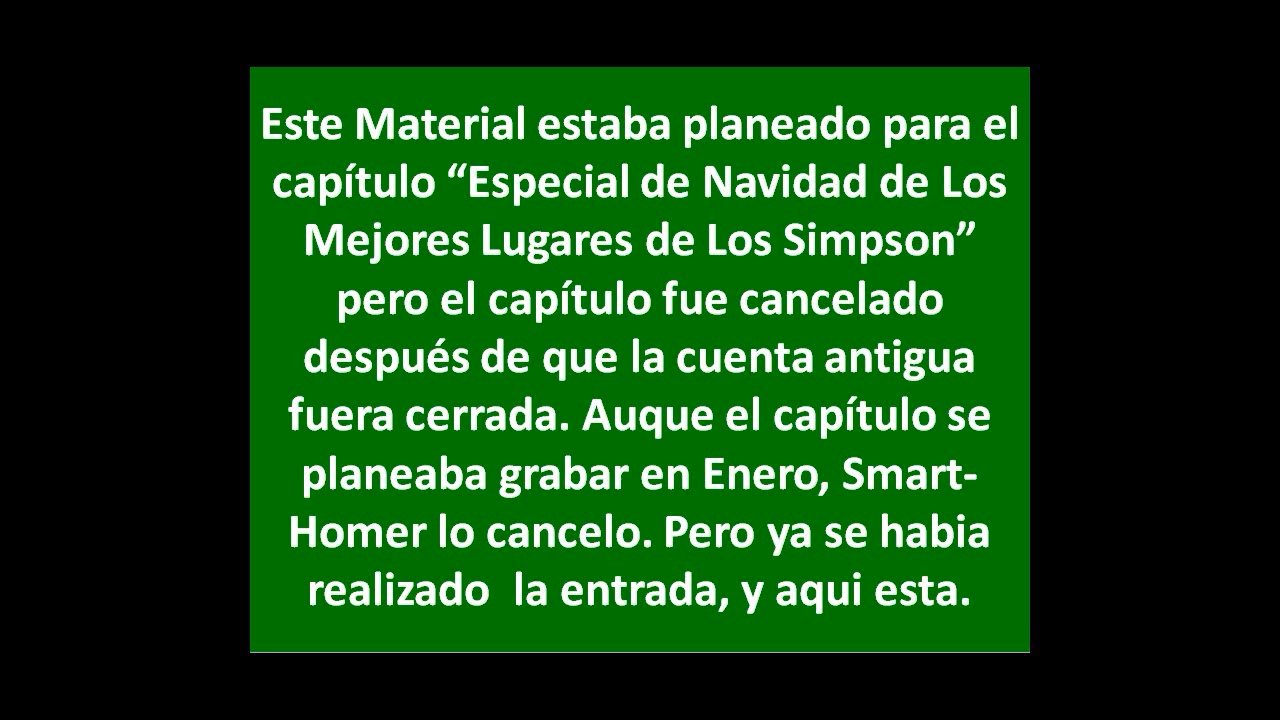 Este Material estaba planeado para el
capítulo “Especial de Navidad de Los
Mejores Lugares de Los Simpson”
pero el capítulo fue cancelado
después de que la cuenta antigua
fuera cerrada. Auque el capítulo se
planeaba grabar en Enero, Smart-
Homer lo cancelo. Pero ya se habia
realizado  la entrada, y aqui esta.